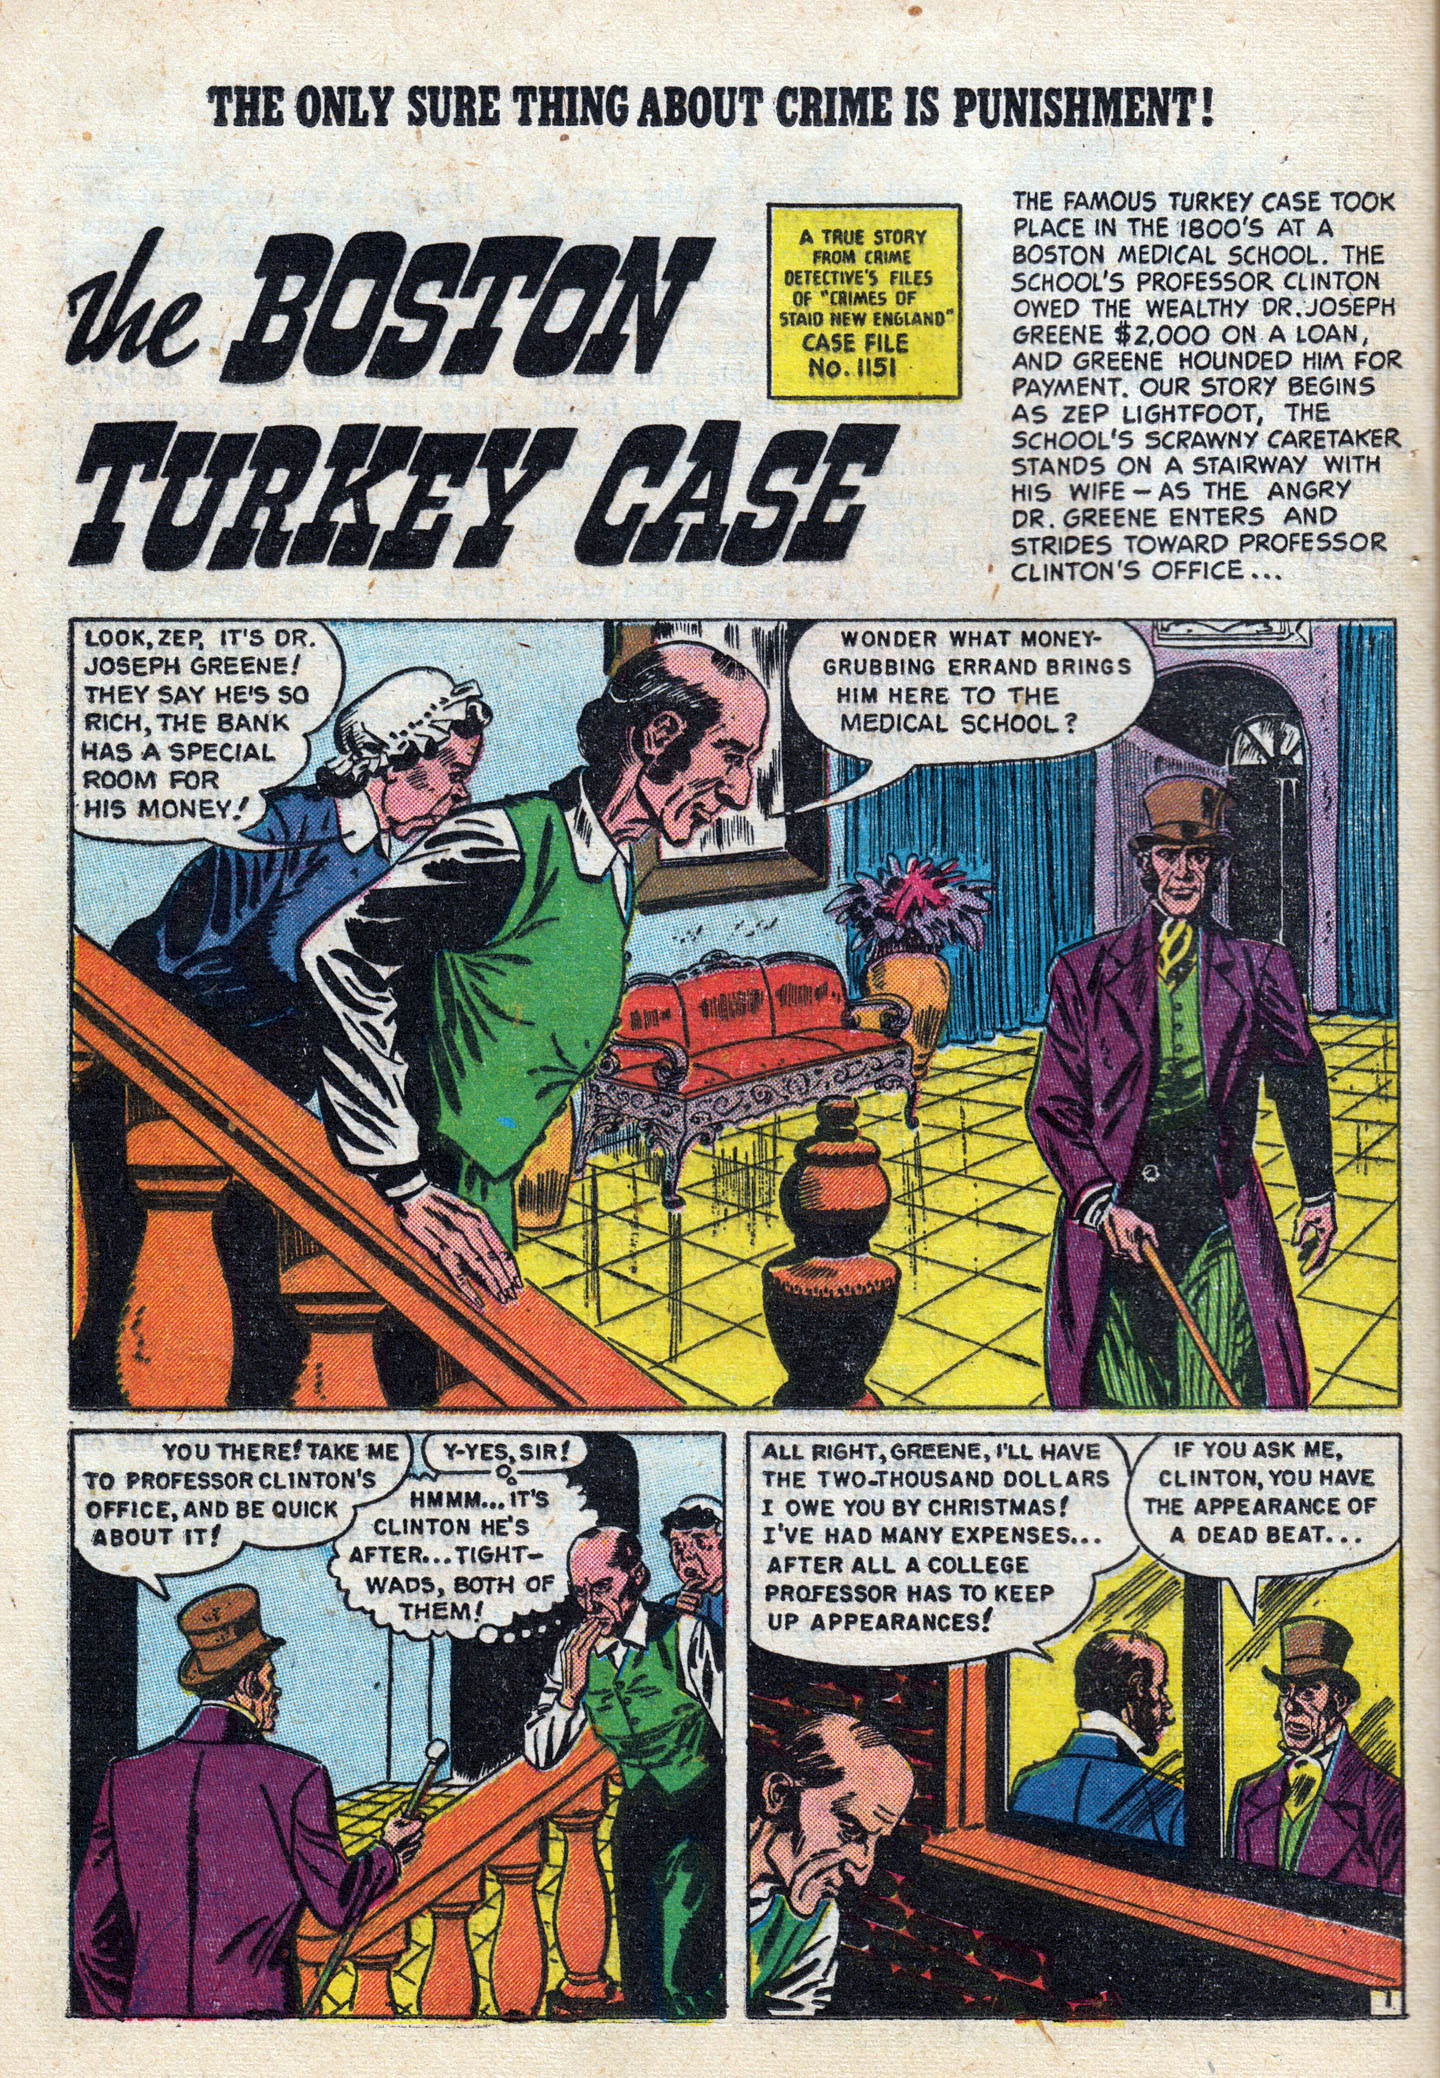 THE ONLY SURE THING ABOUT CRIME IS PUNISHMENT!
the BOSTON
TURKEY CASE
A TRUE STORY
FROM CRIME
DETECTIVE'S FILES
OF "CRIMES OF
STAID NEW ENGLAND"
CASE FILE
No. 1151
THE FAMOUS TURKEY CASE TOOK
PLACE IN THE 1800'S AT A
BOSTON MEDICAL SCHOOL. THE
SCHOOL'S PROFESSOR CLINTON
OWED THE WEALTHY DR. JOSEPH
GREENE $2,000 ON A LOAN,
AND GREENE HOUNDED HIM FOR
PAYMENT. OUR STORY BEGINS
AS ZEP LIGHTFOOT, THE
SCHOOL'S SCRAWNY CARETAKER
STANDS ON A STAIRWAY WITH
HIS WIFE — AS THE ANGRY
DR. GREENE ENTERS AND
STRIDES TOWARD PROFESSOR
CLINTON'S OFFICE...
LOOK, ZEP, IT'S DR.
JOSEPH GREENE!
THEY SAY HE'S SO
RICH, THE BANK
HAS A SPECIAL
ROOM FOR
HIS MONEY!
WONDER WHAT MONEY-
GRUBBING ERRAND BRINGS
HIM HERE TO THE
MEDICAL SCHOOL?
YOU THERE! TAKE ME
TO PROFESSOR CLINTON'S
OFFICE, AND BE QUICK
ABOUT IT!
Y-YES, SIR!
HMMM... IT'S
CLINTON HE'S
AFTER... TIGHT-
WADS, BOTH OF
THEM!
ALL RIGHT, GREENE, I'LL HAVE
THE TWO-THOUSAND DOLLARS
I OWE YOU BY CHRISTMAS!
I'VE HAD MANY EXPENSES...
AFTER ALL A COLLEGE
PROFESSOR HAS TO KEEP
UP APPEARANCES!
IF YOU ASK ME,
CLINTON, YOU HAVE
THE APPEARANCE OF
A DEAD BEAT...
1